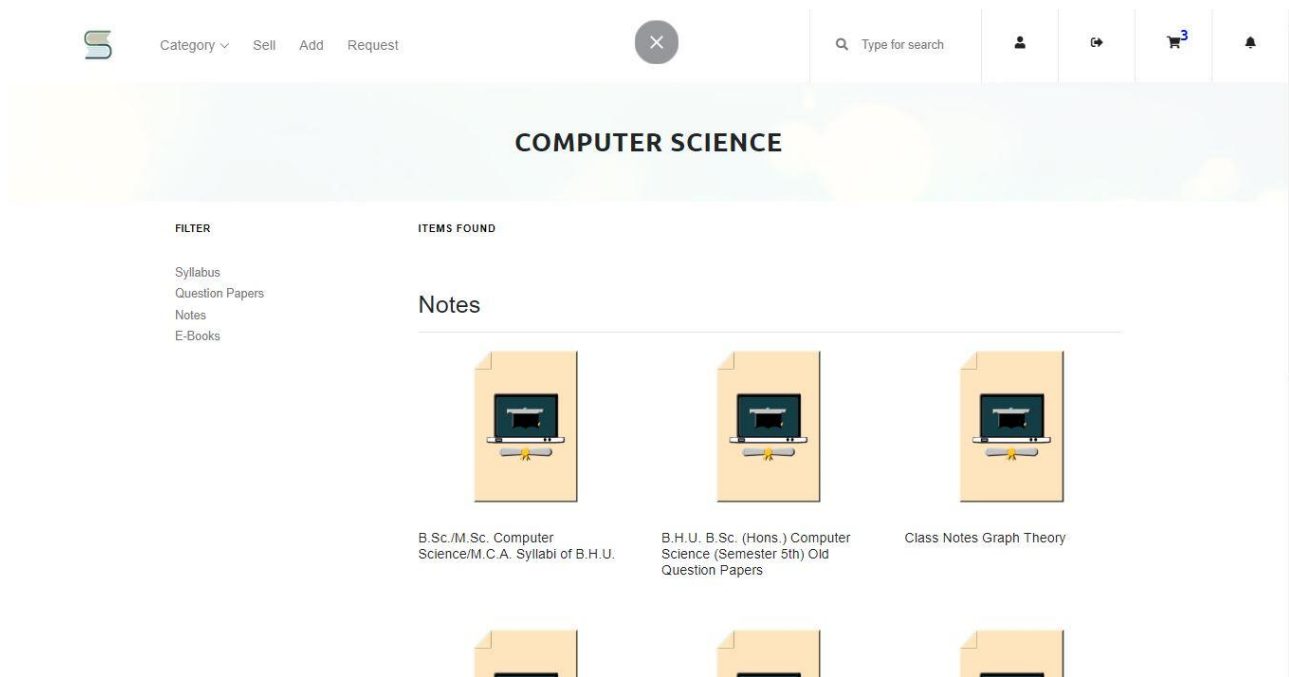 Category Sell Add Request Type for search 3
COMPUTER SCIENCE
FILTER
Syllabus
Question Papers
Notes
E-Books
ITEMS FOUND
Notes
B.Sc./M.Sc. Computer
Science/M.C.A. Syllabi of B.H.U.
B.H.U. B.Sc. (Hons.) Computer
Science (Semester 5th) Old
Question Papers
Class Notes Graph Theory